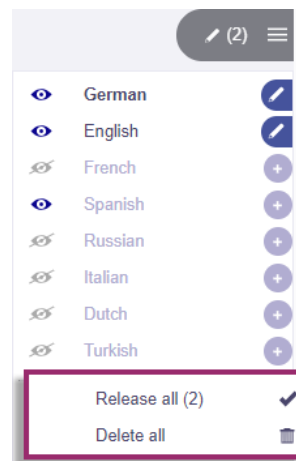 (2)
German
English
French
Spanish
Russian
Italian
Dutch
Turkish
Release all (2)
Delete all